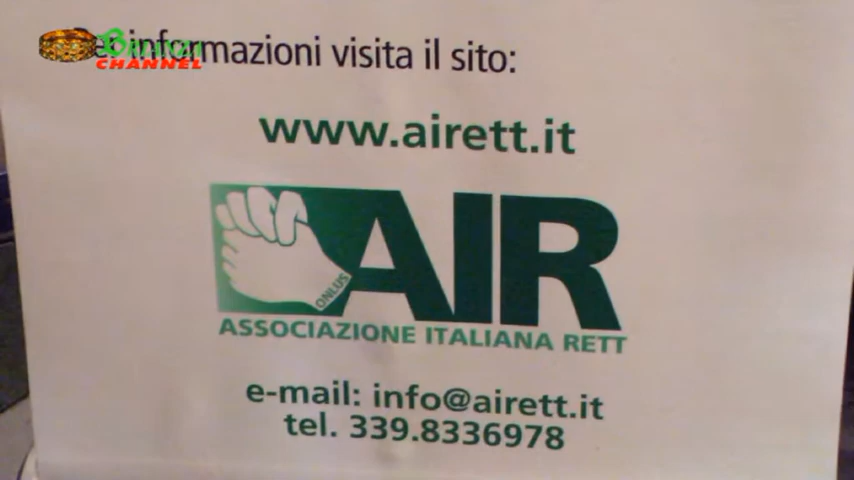 Per informazioni visita il sito:
CHANNEL
www.airett.it
AIR
ONLUS
ASSOCIAZIONE ITALIANA RETT
e-mail: info@airett.it
tel. 339.8336978